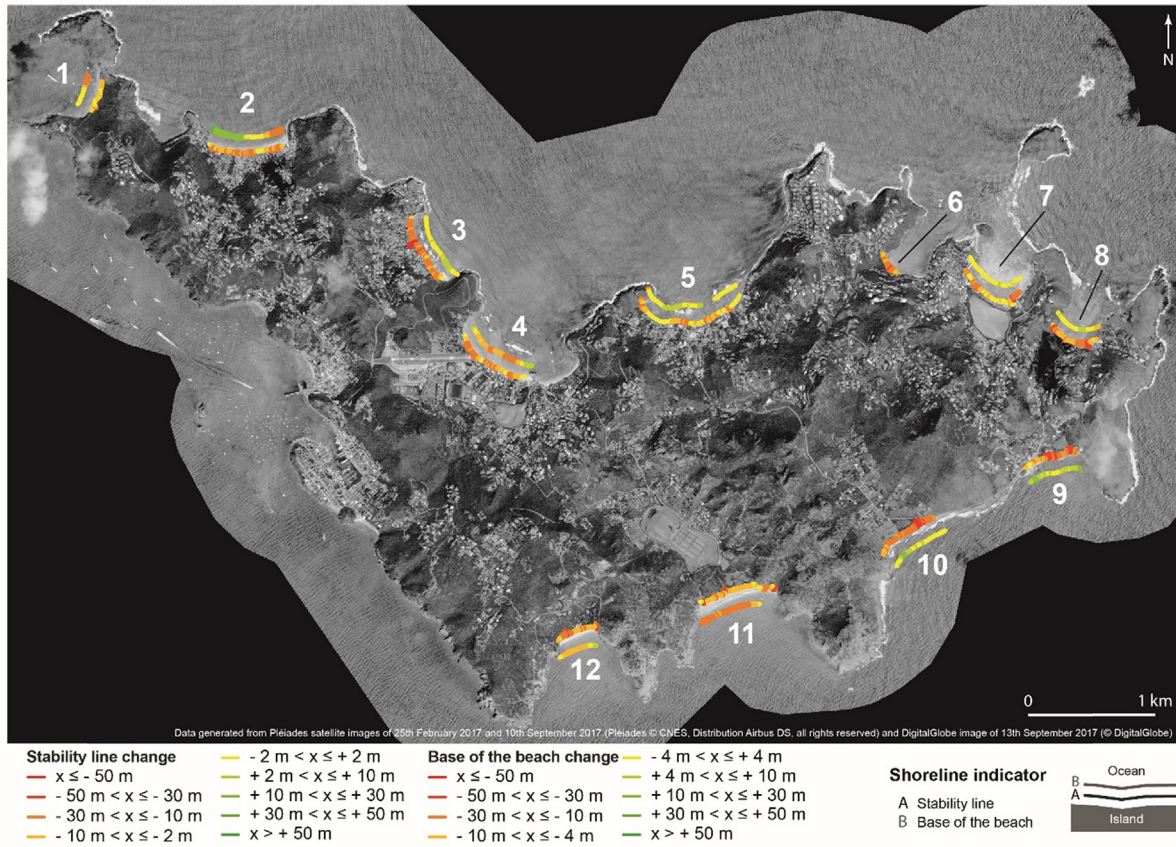 N
1
2
3
4
5
6
7
8
9
10
11
12
0 1 km
Data generated from Pléiades satellite images of 25th February 2017 and 10th September 2017 (Pleiades © CNES, Distribution Airbus DS, all rights reserved) and DigitalGlobe image of 13th September 2017 (© DigitalGlobe)
Stability line change
x ≤ - 50 m
- 50 m < x ≤ - 30 m
- 30 m < x ≤ - 10 m
- 10 m < x ≤ - 2 m
- 2 m < x ≤ + 2 m
+ 2 m < x ≤ + 10 m
+ 10 m < x ≤ + 30 m
+ 30 m < x ≤ + 50 m
x > + 50 m
Base of the beach change
x ≤ - 50 m
- 50 m < x ≤ - 30 m
- 30 m < x ≤ - 10 m
- 10 m < x ≤ - 4 m
- 4 m < x ≤ + 4 m
+ 4 m < x ≤ + 10 m
+ 10 m < x ≤ + 30 m
+ 30 m < x ≤ + 50 m
x > + 50 m
Shoreline indicator
A Stability line
B Base of the beach
Ocean
B
A
Island